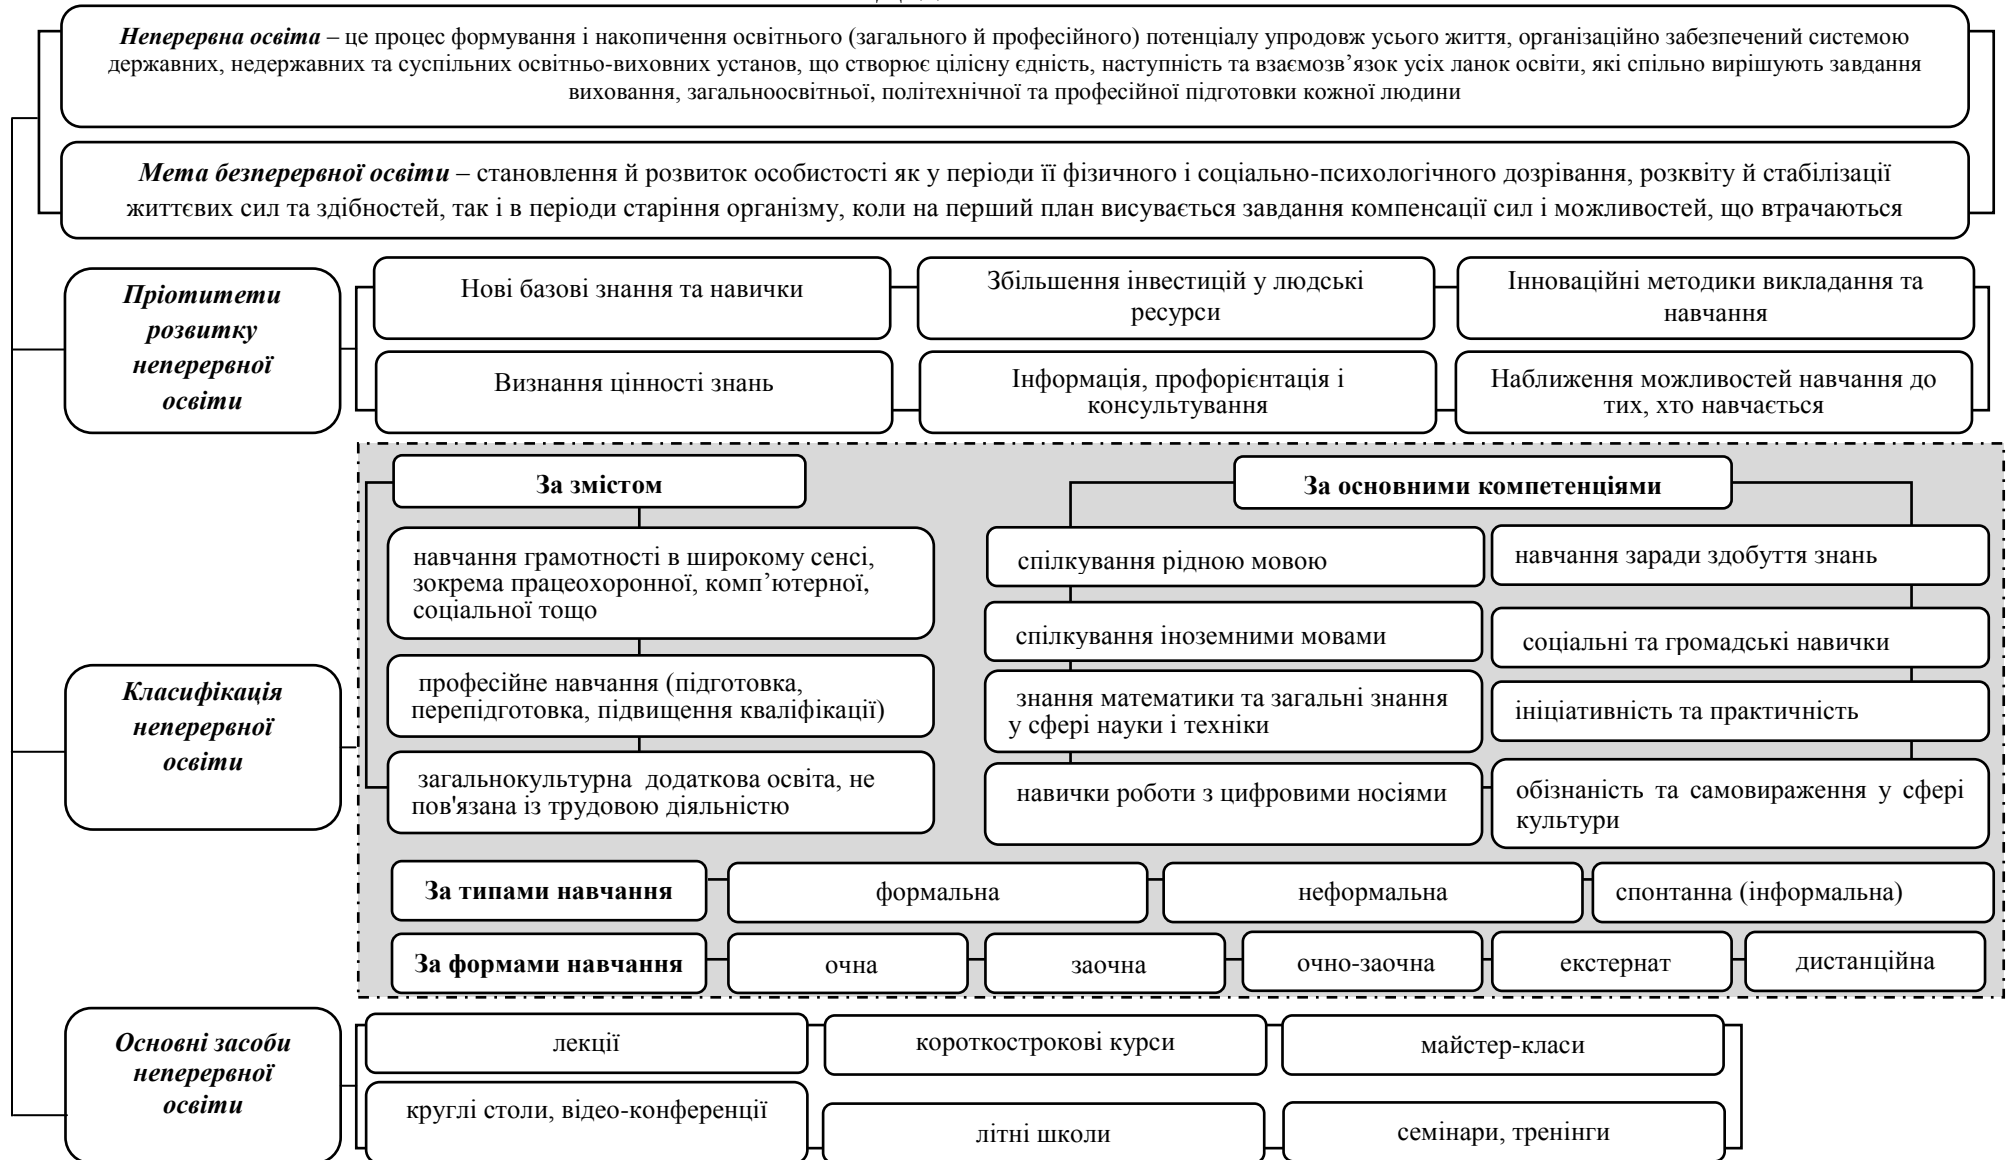 Неперервна освіта – це процес формування і накопичення освітнього (загального й професійного) потенціалу упродовж усього життя, організаційно забезпечений системою
державних, недержавних та суспільних освітньо-виховних установ, що створює цілісну єдність, наступність та взаємозв'язок усіх ланок освіти, які спільно вирішують завдання
виховання, загальноосвітньої, політехнічної та професійної підготовки кожної людини
Мета безперервної освіти – становлення й розвиток особистості як у періоди її фізичного і соціально-психологічного дозрівання, розквіту й стабілізації
життєвих сил та здібностей, так і в періоди старіння організму, коли на перший план висувається завдання компенсації сил і можливостей, що втрачаються
Пріотитети
розвитку
неперервної
освіти
Нові базові знання та навички
Збільшення інвестицій у людські
ресурси
Інноваційні методики викладання та
навчання
Визнання цінності знань
Інформація, профорієнтація і
консультування
Наближення можливостей навчання до
тих, хто навчається
Класифікація
неперервної
освіти
За змістом
навчання грамотності в широкому сенсі,
зокрема працеохоронної, комп’ютерної,
соціальної тощо
професійне навчання (підготовка,
перепідготовка, підвищення кваліфікації)
загальнокультурна додаткова освіта, не
пов'язана із трудовою діяльністю
За основними компетенціями
спілкування рідною мовою
спілкування іноземними мовами
знання математики та загальні знання
у сфері науки і техніки
навички роботи з цифровими носіями
навчання заради здобуття знань
соціальні та громадські навички
ініціативність та практичність
обізнаність та самовираження у сфері
культури
За типами навчання
формальна
неформальна
спонтанна (інформальна)
За формами навчання
очна
заочна
очно-заочна
екстернат
дистанційна
Основні засоби
неперервної
освіти
лекції
короткострокові курси
майстер-класи
круглі столи, відео-конференції
літні школи
семінари, тренінги